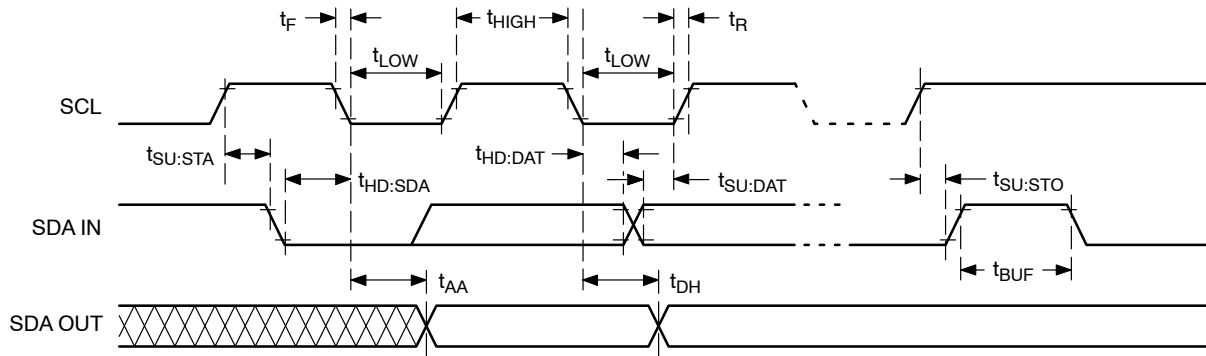 tF
tHIGH
tR
tLOW
tLOW
SCL
tSU:STA
tHD:DAT
tHD:SDA
tSU:DAT
tSU:STO
SDA IN
tBUF
tAA
tDH
SDA OUT